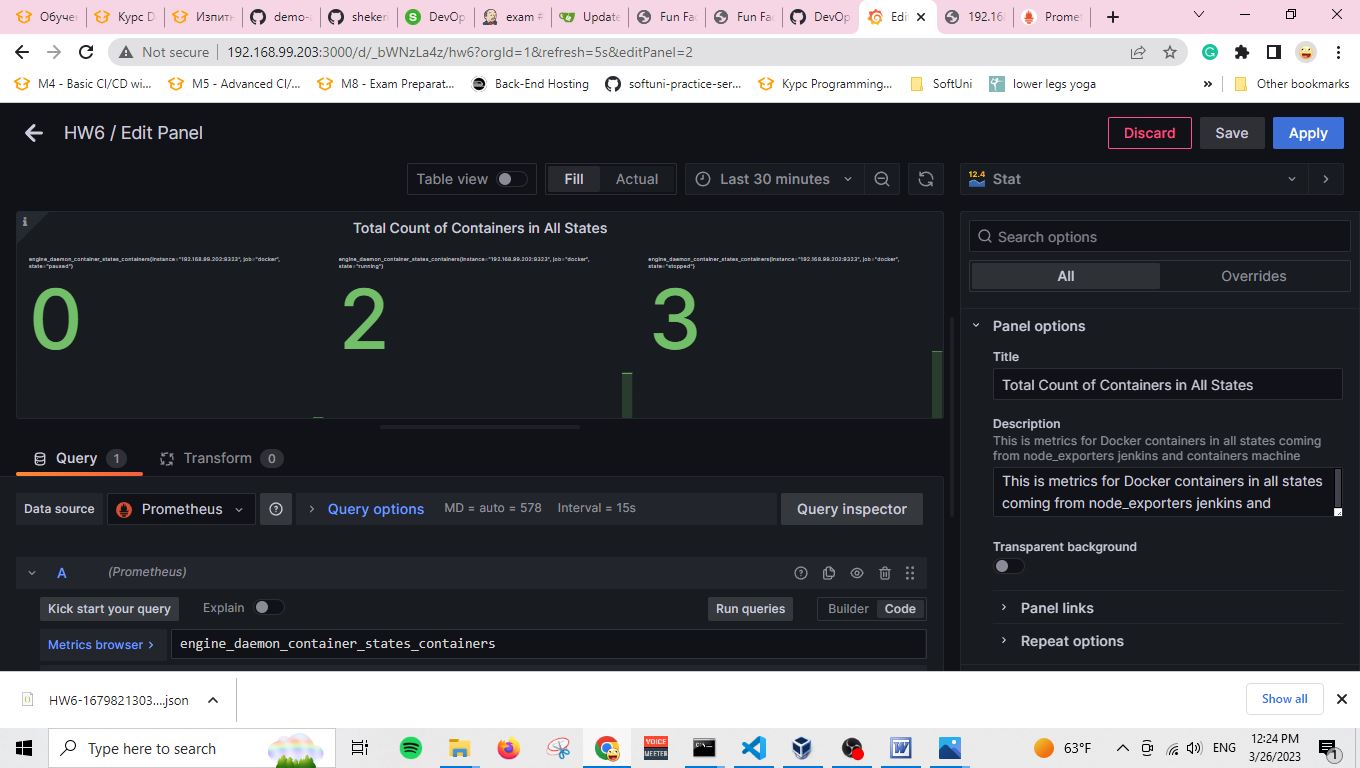 Обучен
Курс D
Изпитн
demo-a
sheker
DevOp
exam #
Update
Fun Fac
Fun Fac
DevOp
Edi
192.168
Promet
Not secure
192.168.99.203:3000/d/_bWNzLa4z/hw6?orgId=1&refresh=5s&editPanel=2
M4 - Basic CI/CD wi...
M5 - Advanced CI/...
M8 - Exam Preparat...
Back-End Hosting
softuni-practice-ser...
Курс Programming...
SoftUni
lower legs yoga
»
Other bookmarks
HW6 / Edit Panel
Discard
Save
Apply
Table view
Fill
Actual
Last 30 minutes
12.4
Stat
Total Count of Containers in All States
engine_daemon_container_states_containers{instance="192.168.99.202:9323", job="docker",
state="paused"}
0
engine_daemon_container_states_containers{instance="192.168.99.202:9323", job="docker",
state="running"}
2
engine_daemon_container_states_containers{instance="192.168.99.202:9323", job="docker",
state="stopped"}
3
Search options
All
Overrides
Panel options
Title
Total Count of Containers in All States
Description
This is metrics for Docker containers in all states coming
from node_exporters jenkins and containers machine
This is metrics for Docker containers in all states
coming from node_exporters jenkins and
Transparent background
Panel links
Repeat options
Query 1
Transform 0
Data source
Prometheus
Query options
MD = auto = 578
Interval = 15s
Query inspector
A
(Prometheus)
Kick start your query
Explain
Run queries
Builder
Code
Metrics browser >
engine_daemon_container_states_containers
HW6-1679821303....json
Show all
Type here to search
VOICE
MEETER
63°F
ENG
12:24 PM
3/26/2023
1